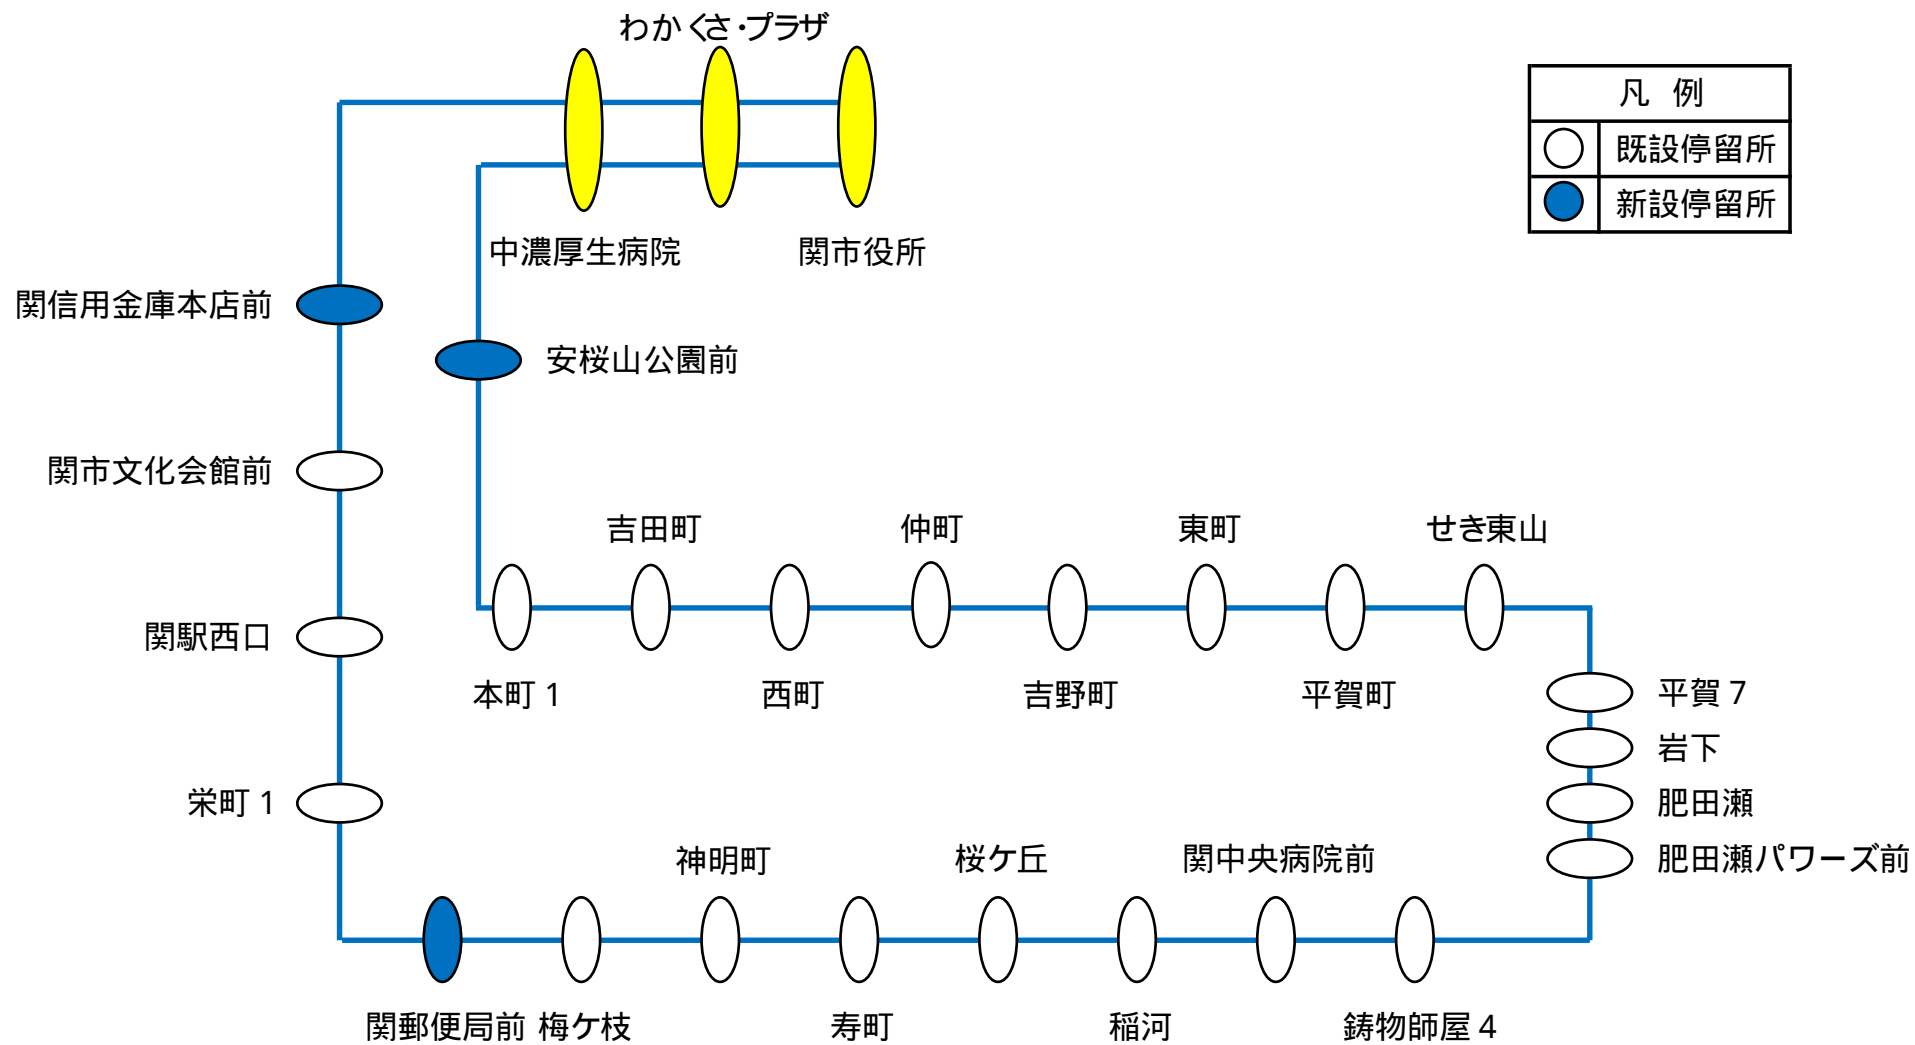 わかくさ・プラザ
凡 例
既設停留所
新設停留所
中濃厚生病院
関市役所
関信用金庫本店前
安桜山公園前
関市文化会館前
吉田町
仲町
東町
せき東山
関駅西口
本町1
西町
吉野町
平賀町
平賀7
岩下
栄町1
肥田瀬
神明町
桜ケ丘
関中央病院前
肥田瀬パワーズ前
関郵便局前
梅ケ枝
寿町
稲河
鋳物師屋4